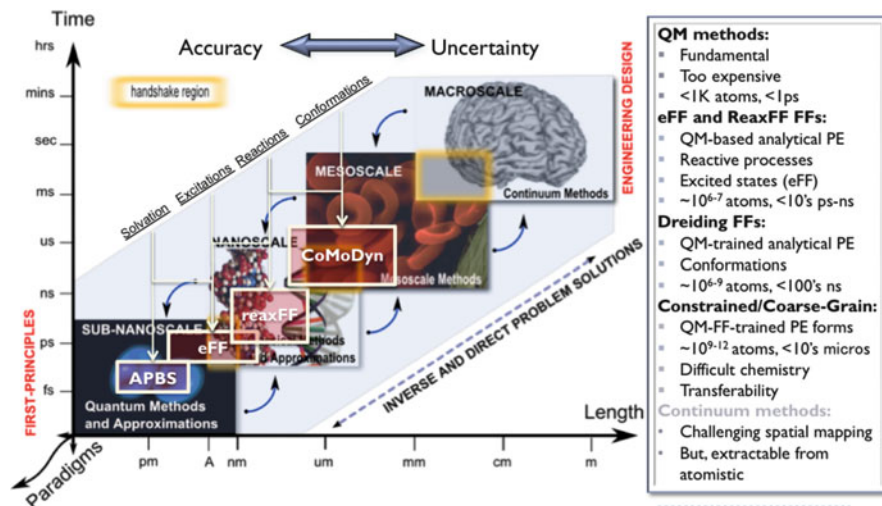 Time
hrs
mins
sec
ms
us
ns
ps
fs
Accuracy
Uncertainty
handshake region
Solvation
Excitations
Reactions
Conformations
MACROSCALE
Continuum Methods
MESOSCALE
CoMoDyn
Mesoscale Methods
NANOSCALE
reaxFF
Methods
Approximations
SUB-NANOSCALE
eFF
APBS
Quantum Methods
and Approximations
FIRST-PRINCIPLES
ENGINEERING DESIGN
INVERSE AND DIRECT PROBLEM SOLUTIONS
Length
Paradigms
pm
A
nm
um
mm
cm
m
QM methods:
▪ Fundamental
▪ Too expensive
▪ <1K atoms, <1ps
eFF and ReaxFF FFs:
▪ QM-based analytical PE
▪ Reactive processes
▪ Excited states (eFF)
▪ ~10^6-7 atoms, <10's ps-ns
Dreiding FFs:
▪ QM-trained analytical PE
▪ Conformations
▪ ~10^6-9 atoms, <100's ns
Constrained/Coarse-Grain:
▪ QM-FF-trained PE forms
▪ ~10^9-12 atoms, <10's micros
▪ Difficult chemistry
▪ Transferability
Continuum methods:
▪ Challenging spatial mapping
▪ But, extractable from
atomistic